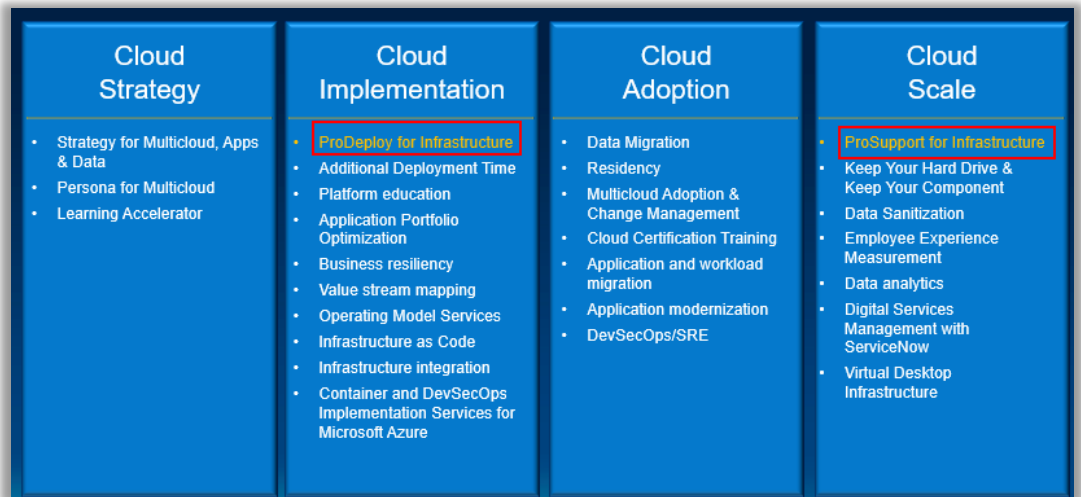 Cloud
Strategy
• Strategy for Multicloud, Apps
& Data
• Persona for Multicloud
• Learning Accelerator
Cloud
Implementation
• ProDeploy for Infrastructure
• Additional Deployment Time
• Platform education
• Application Portfolio
Optimization
• Business resiliency
• Value stream mapping
• Operating Model Services
• Infrastructure as Code
• Infrastructure integration
• Container and DevSecOps
Implementation Services for
Microsoft Azure
Cloud
Adoption
• Data Migration
• Residency
• Multicloud Adoption &
Change Management
• Cloud Certification Training
• Application and workload
migration
• Application modernization
• DevSecOps/SRE
Cloud
Scale
• ProSupport for Infrastructure
• Keep Your Hard Drive &
Keep Your Component
• Data Sanitization
• Employee Experience
Measurement
• Data analytics
• Digital Services
Management with
ServiceNow
• Virtual Desktop
Infrastructure